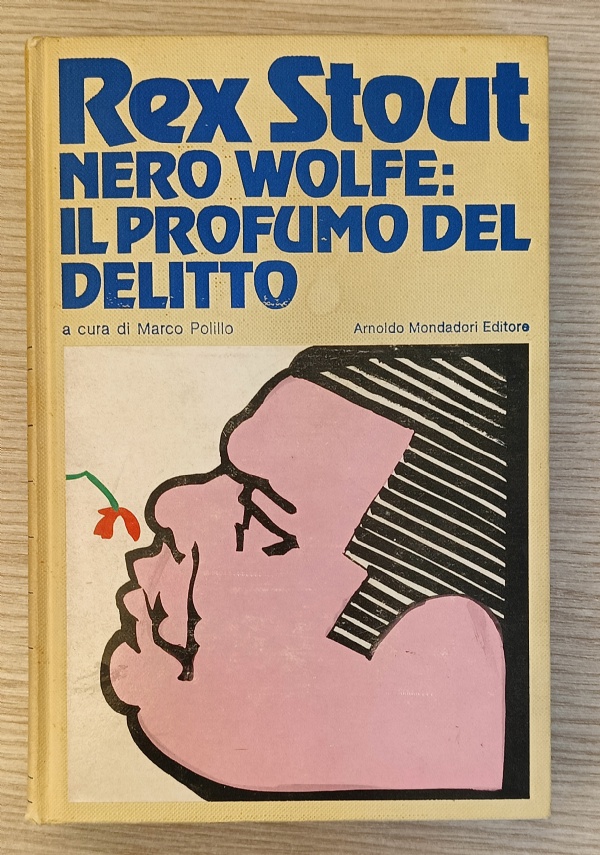 Rex Stout
NERO WOLFE:
IL PROFUMO DEL
DELITTO
a cura di Marco Polillo
Arnoldo Mondadori Editore